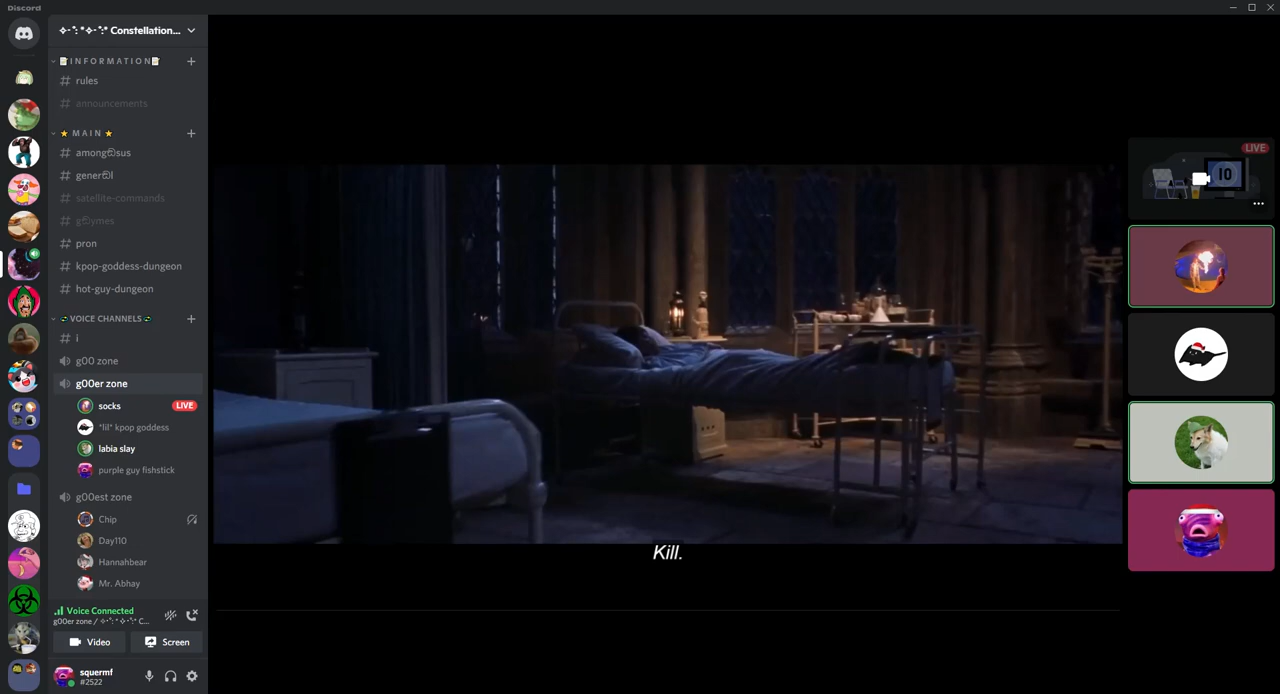 Discord
✧･ﾟ: *✧･ﾟ:* Constellation...
📝INFORMATION📝
rules
announcements
⭐ MAIN ⭐
satellite-commands
pron
kpop-goddess-dungeon
hot-guy-dungeon
VOICE CHANNELS
i
g00 zone
g00er zone
socks
LIVE
*lil* kpop goddess
labia slay
purple guy fishstick
g00est zone
Chip
Day110
Hannahbear
Mr. Abhay
Voice Connected
g00er zone / ✧･ﾟ: *✧･ﾟ:* C...
Video
Screen
squermf
#2522
Kill.
LIVE
10